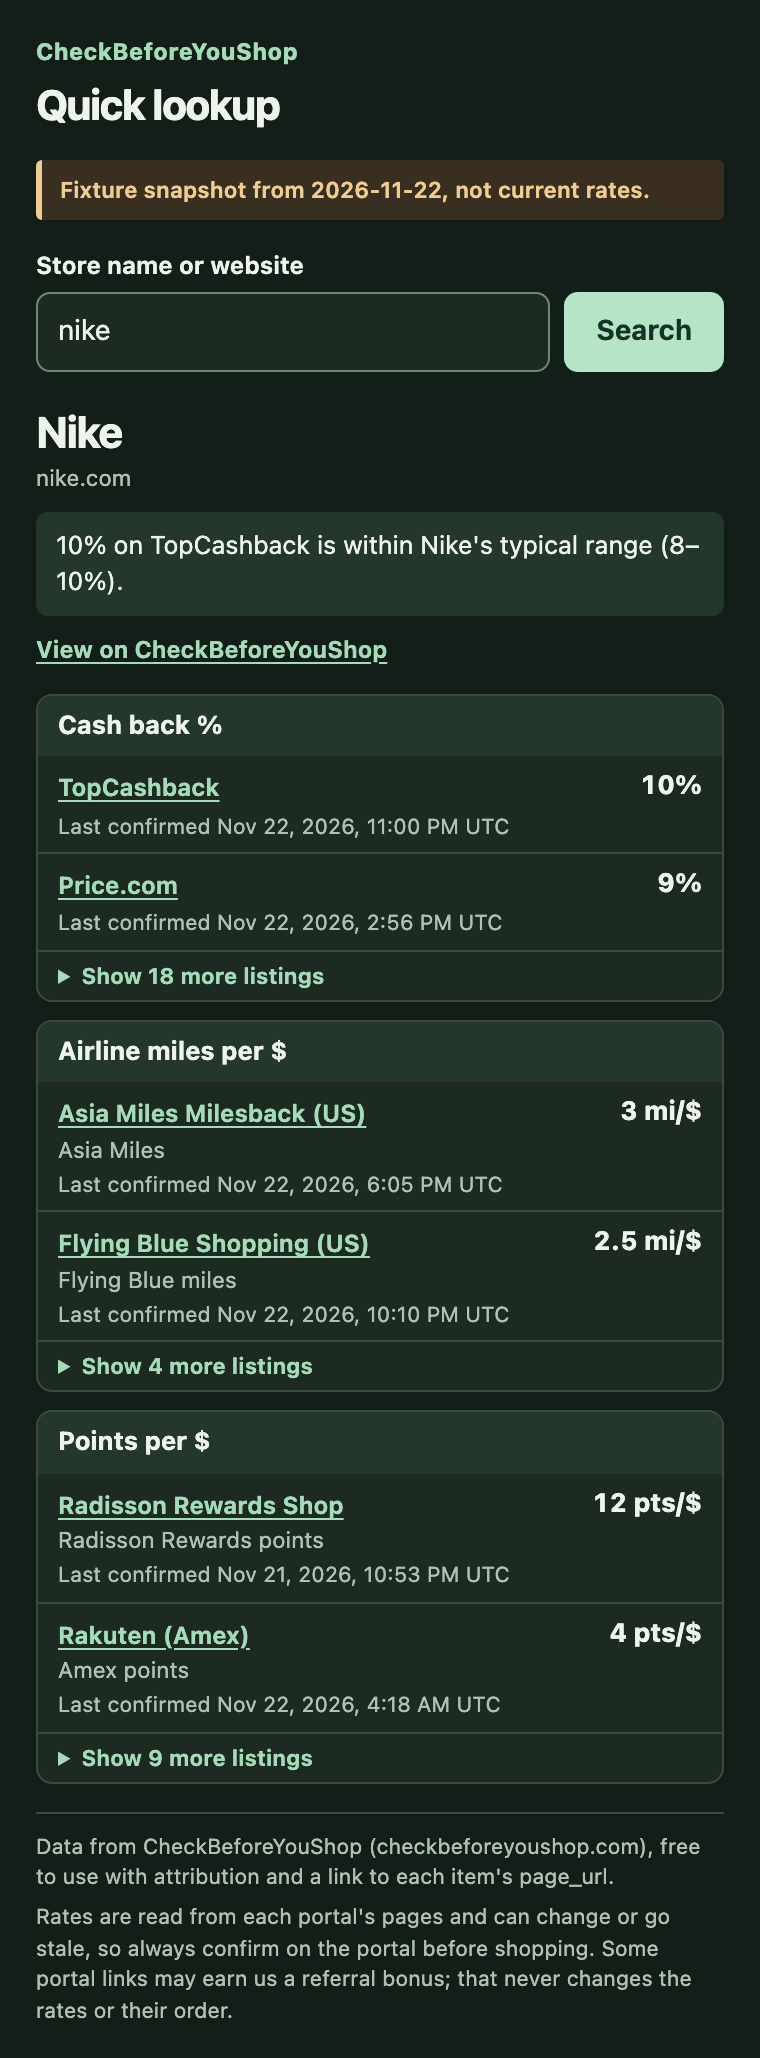 CheckBeforeYouShop
Quick lookup
Fixture snapshot from 2026-11-22, not current rates.
Store name or website
nike
Search
Nike
nike.com
10% on TopCashback is within Nike's typical range (8–
10%).
View on CheckBeforeYouShop
Cash back %
TopCashback
10%
Last confirmed Nov 22, 2026, 11:00 PM UTC
Price.com
9%
Last confirmed Nov 22, 2026, 2:56 PM UTC
Show 18 more listings
Airline miles per $
Asia Miles Milesback (US)
3 mi/$
Asia Miles
Last confirmed Nov 22, 2026, 6:05 PM UTC
Flying Blue Shopping (US)
2.5 mi/$
Flying Blue miles
Last confirmed Nov 22, 2026, 10:10 PM UTC
Show 4 more listings
Points per $
Radisson Rewards Shop
12 pts/$
Radisson Rewards points
Last confirmed Nov 21, 2026, 10:53 PM UTC
Rakuten (Amex)
4 pts/$
Amex points
Last confirmed Nov 22, 2026, 4:18 AM UTC
Show 9 more listings
Data from CheckBeforeYouShop (checkbeforeyoushop.com), free
to use with attribution and a link to each item's page_url.
Rates are read from each portal's pages and can change or go
stale, so always confirm on the portal before shopping. Some
portal links may earn us a referral bonus; that never changes the
rates or their order.